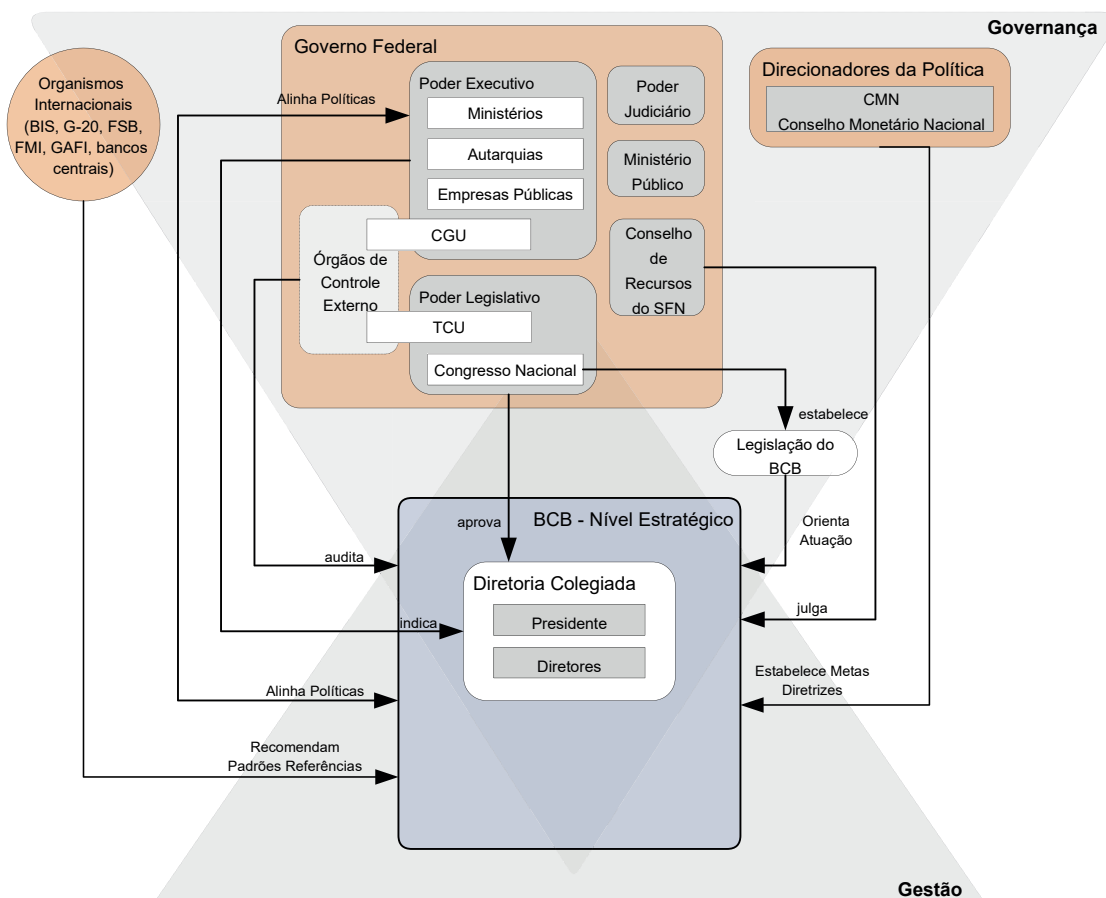 Governança
Governo Federal
Organismos
Internacionais
(BIS, G-20, FSB,
FMI, GAFI, bancos
centrais)
Alinha Políticas
Poder Executivo
Ministérios
Autarquias
Empresas Públicas
CGU
Poder
Judiciário
Ministério
Público
Conselho
de
Recursos
do SFN
Direcionadores da Política
CMN
Conselho Monetário Nacional
Órgãos de
Controle
Externo
Poder Legislativo
TCU
Congresso Nacional
estabelece
Legislação do
BCB
aprova
BCB - Nível Estratégico
Orienta
Atuação
audita
Diretoria Colegiada
Presidente
Diretores
indica
julga
Alinha Políticas
Estabelece Metas
Diretrizes
Recomendam
Padrões Referências
Gestão